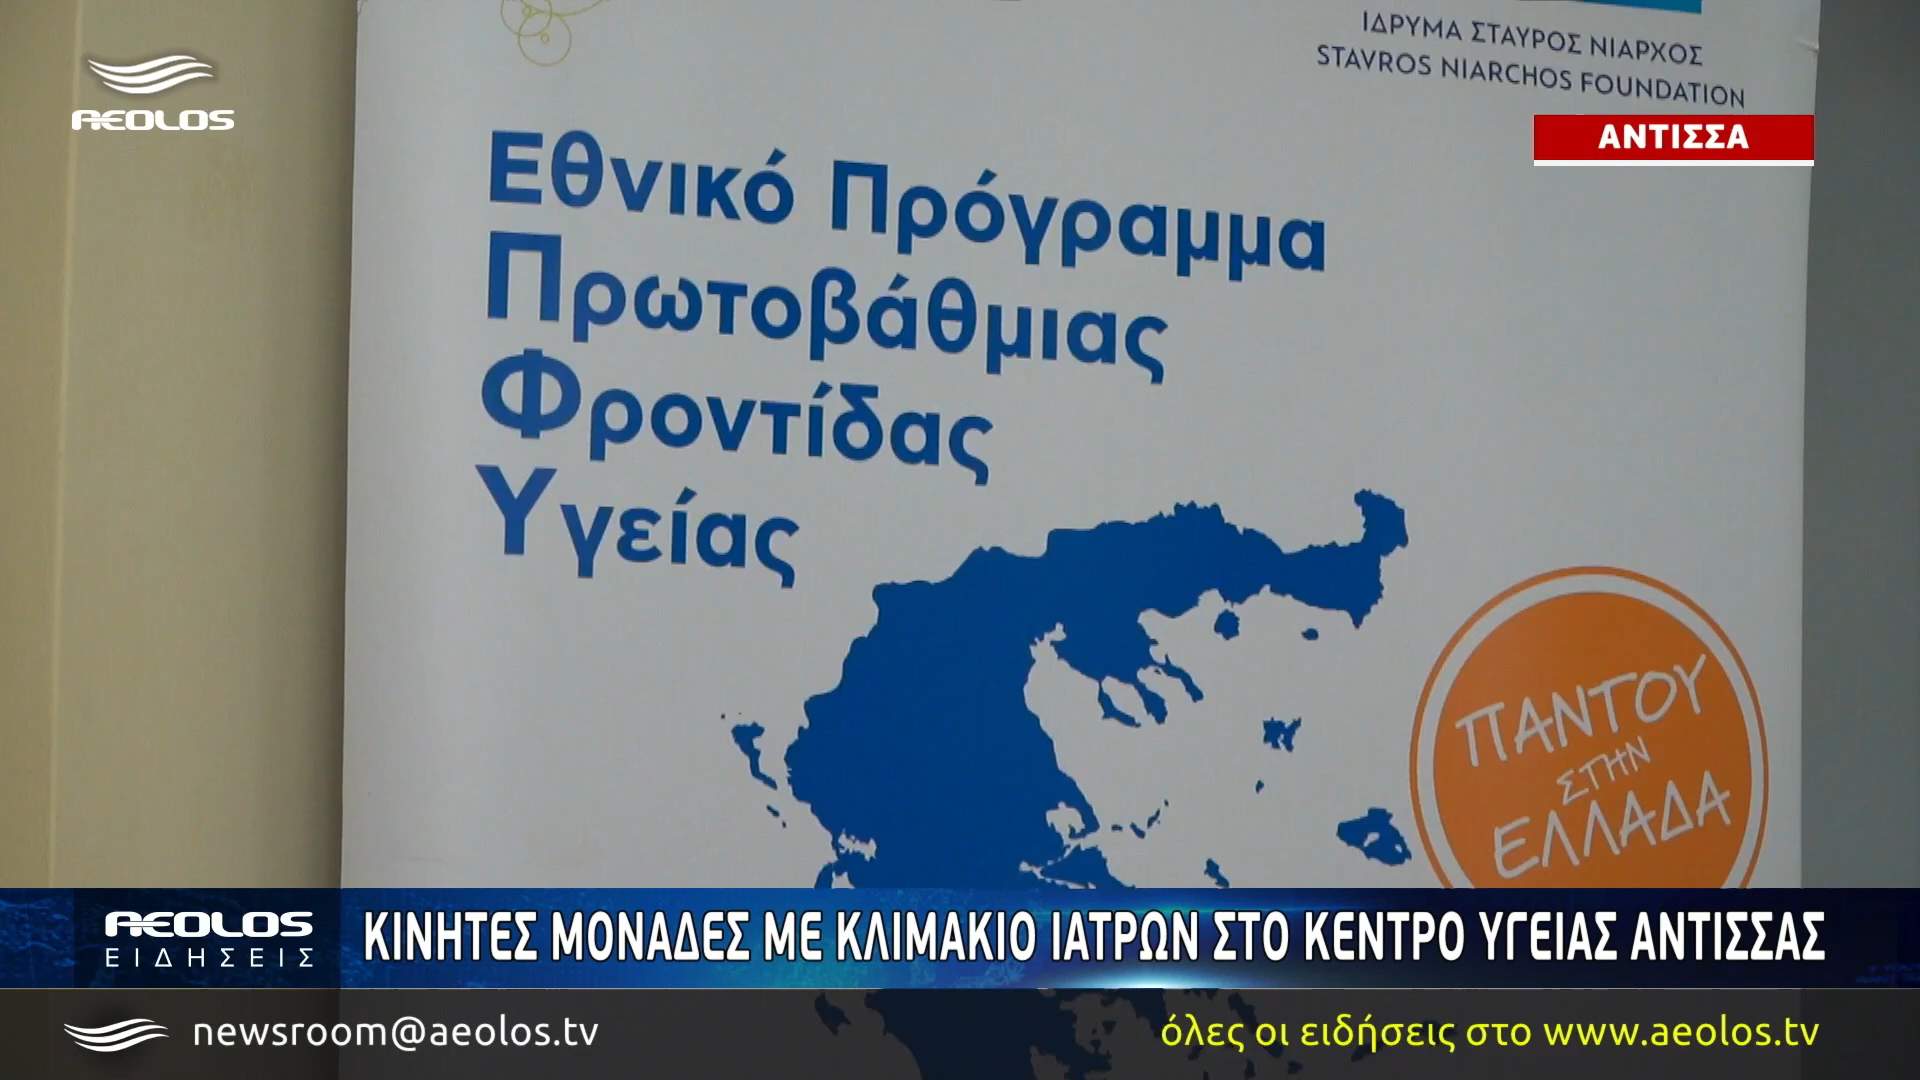 AEOLOS
ΙΔΡΥΜΑ ΣΤΑΥΡΟΣ ΝΙΑΡΧΟΣ
STAVROS NIARCHOS FOUNDATION
ΑΝΤΙΣΣΑ
Εθνικό Πρόγραμμα
Πρωτοβάθμιας
Φροντίδας
Υγείας
ΠΑΝΤΟΥ
ΣΤΗΝ
ΕΛΛΑΔΑ
AEOLOS
ΕΙΔΗΣΕΙΣ
ΚΙΝΗΤΕΣ ΜΟΝΑΔΕΣ ΜΕ ΚΛΙΜΑΚΙΟ ΙΑΤΡΩΝ ΣΤΟ ΚΕΝΤΡΟ ΥΓΕΙΑΣ ΑΝΤΙΣΣΑΣ
newsroom@aeolos.tv
όλες οι ειδήσεις στο www.aeolos.tv